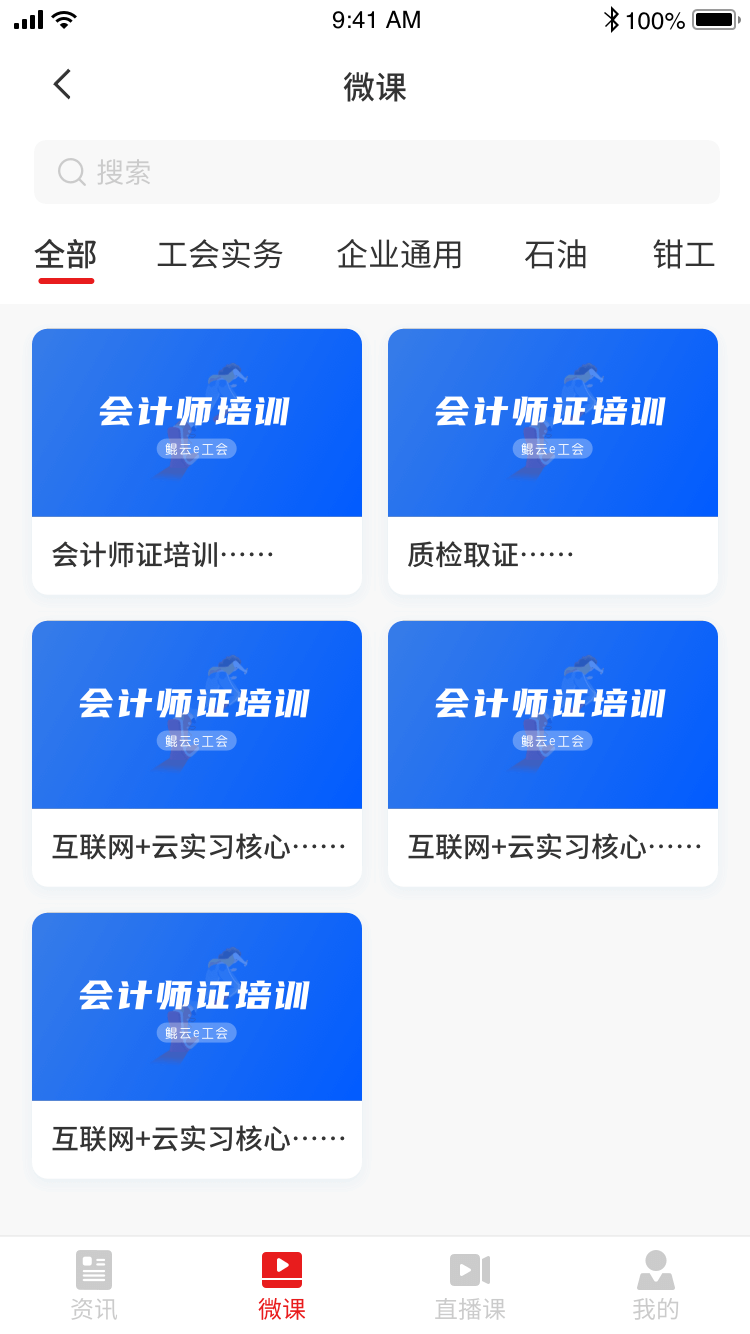 9:41 AM 100%
微课
搜索
全部 工会实务 企业通用 石油 钳工
会计师培训
鲲云e工会
会计师证培训······
会计师证培训
鲲云e工会
质检取证······
会计师证培训
鲲云e工会
互联网+云实习核心······
会计师证培训
鲲云e工会
互联网+云实习核心······
会计师证培训
鲲云e工会
互联网+云实习核心······
资讯 微课 直播课 我的